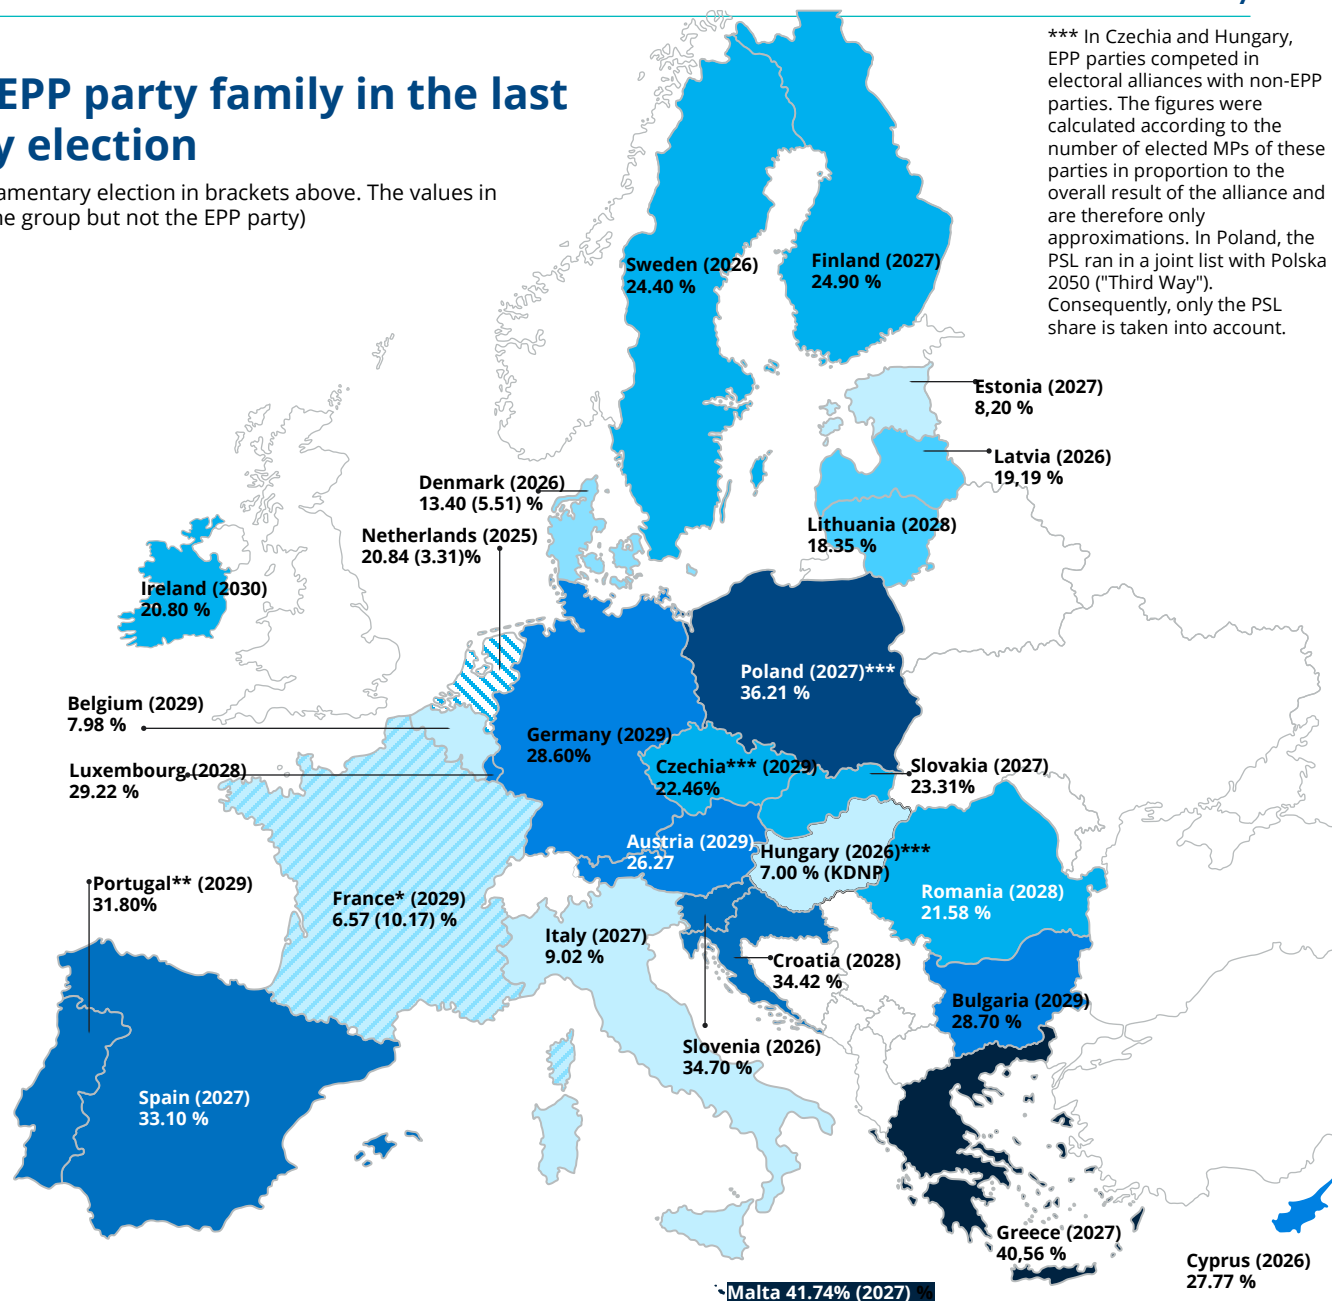 EPP party family in the last
y election
amentary election in brackets above. The values in
ne group but not the EPP party)
*** In Czechia and Hungary,
EPP parties competed in
electoral alliances with non-EPP
parties. The figures were
calculated according to the
number of elected MPs of these
parties in proportion to the
overall result of the alliance and
are therefore only
approximations. In Poland, the
PSL ran in a joint list with Polska
2050 ("Third Way").
Consequently, only the PSL
share is taken into account.
Sweden (2026)
24.40 %
Finland (2027)
24.90 %
Estonia (2027)
8,20 %
Latvia (2026)
19,19 %
Denmark (2026)
13.40 (5.51) %
Lithuania (2028)
18.35 %
Netherlands (2025)
20.84 (3.31)%
Ireland (2030)
20.80 %
Poland (2027)***
36.21 %
Belgium (2029)
7.98 %
Germany (2029)
28.60%
Luxembourg (2028)
29.22 %
Czechia*** (2029)
22.46%
Slovakia (2027)
23.31%
Austria (2029)
26.27
Hungary (2026)***
7.00 % (KDNP)
Portugal** (2029)
31.80%
France* (2029)
6.57 (10.17) %
Romania (2028)
21.58 %
Italy (2027)
9.02 %
Croatia (2028)
34.42 %
Bulgaria (2029)
28.70 %
Slovenia (2026)
34.70 %
Spain (2027)
33.10 %
Greece (2027)
40,56 %
Cyprus (2026)
27.77 %
Malta 41.74% (2027) %